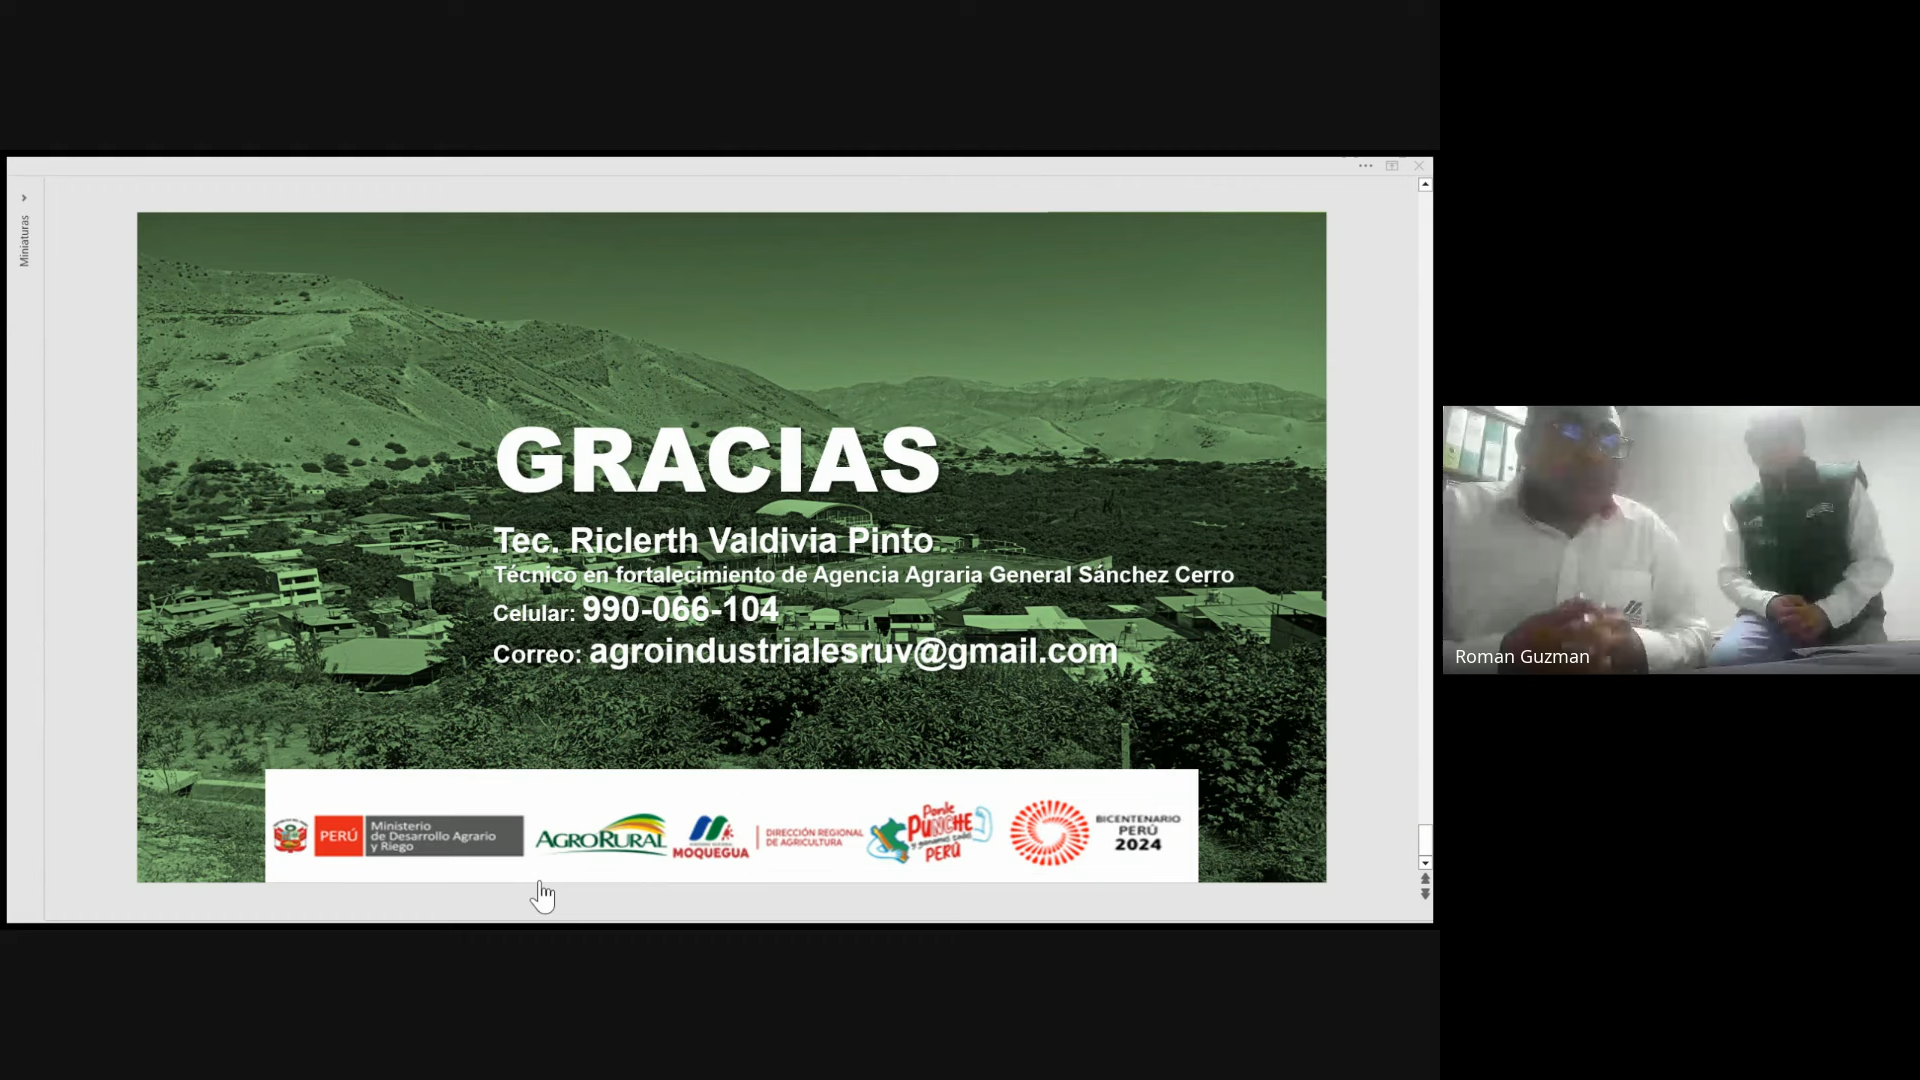 Miniaturas
GRACIAS
Tec. Riclerth Valdivia Pinto
Técnico en fortalecimiento de Agencia Agraria General Sánchez Cerro
Celular: 990-066-104
Correo: agroindustrialesruv@gmail.com
PERÚ
Ministerio
de Desarrollo Agrario
y Riego
AGRORURAL
MOQUEGUA
DIRECCIÓN REGIONAL
DE AGRICULTURA
Ponle
PUNCHE
y ganamos todos
PERÚ
BICENTENARIO
PERÚ
2024
Roman Guzman